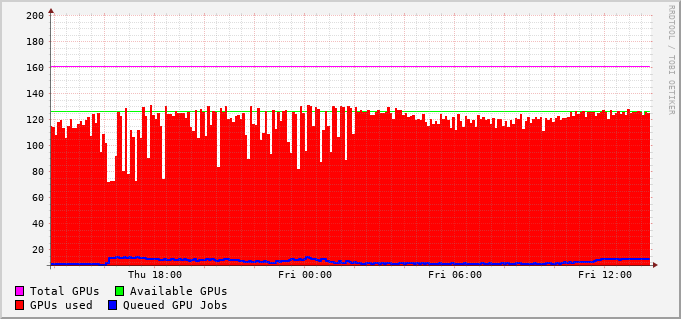 200
180
160
140
120
100
80
60
40
20
Thu 18:00 Fri 00:00 Fri 06:00 Fri 12:00
Total GPUs Available GPUs
GPUs used Queued GPU Jobs
RRDTOOL / TOBI OETIKER